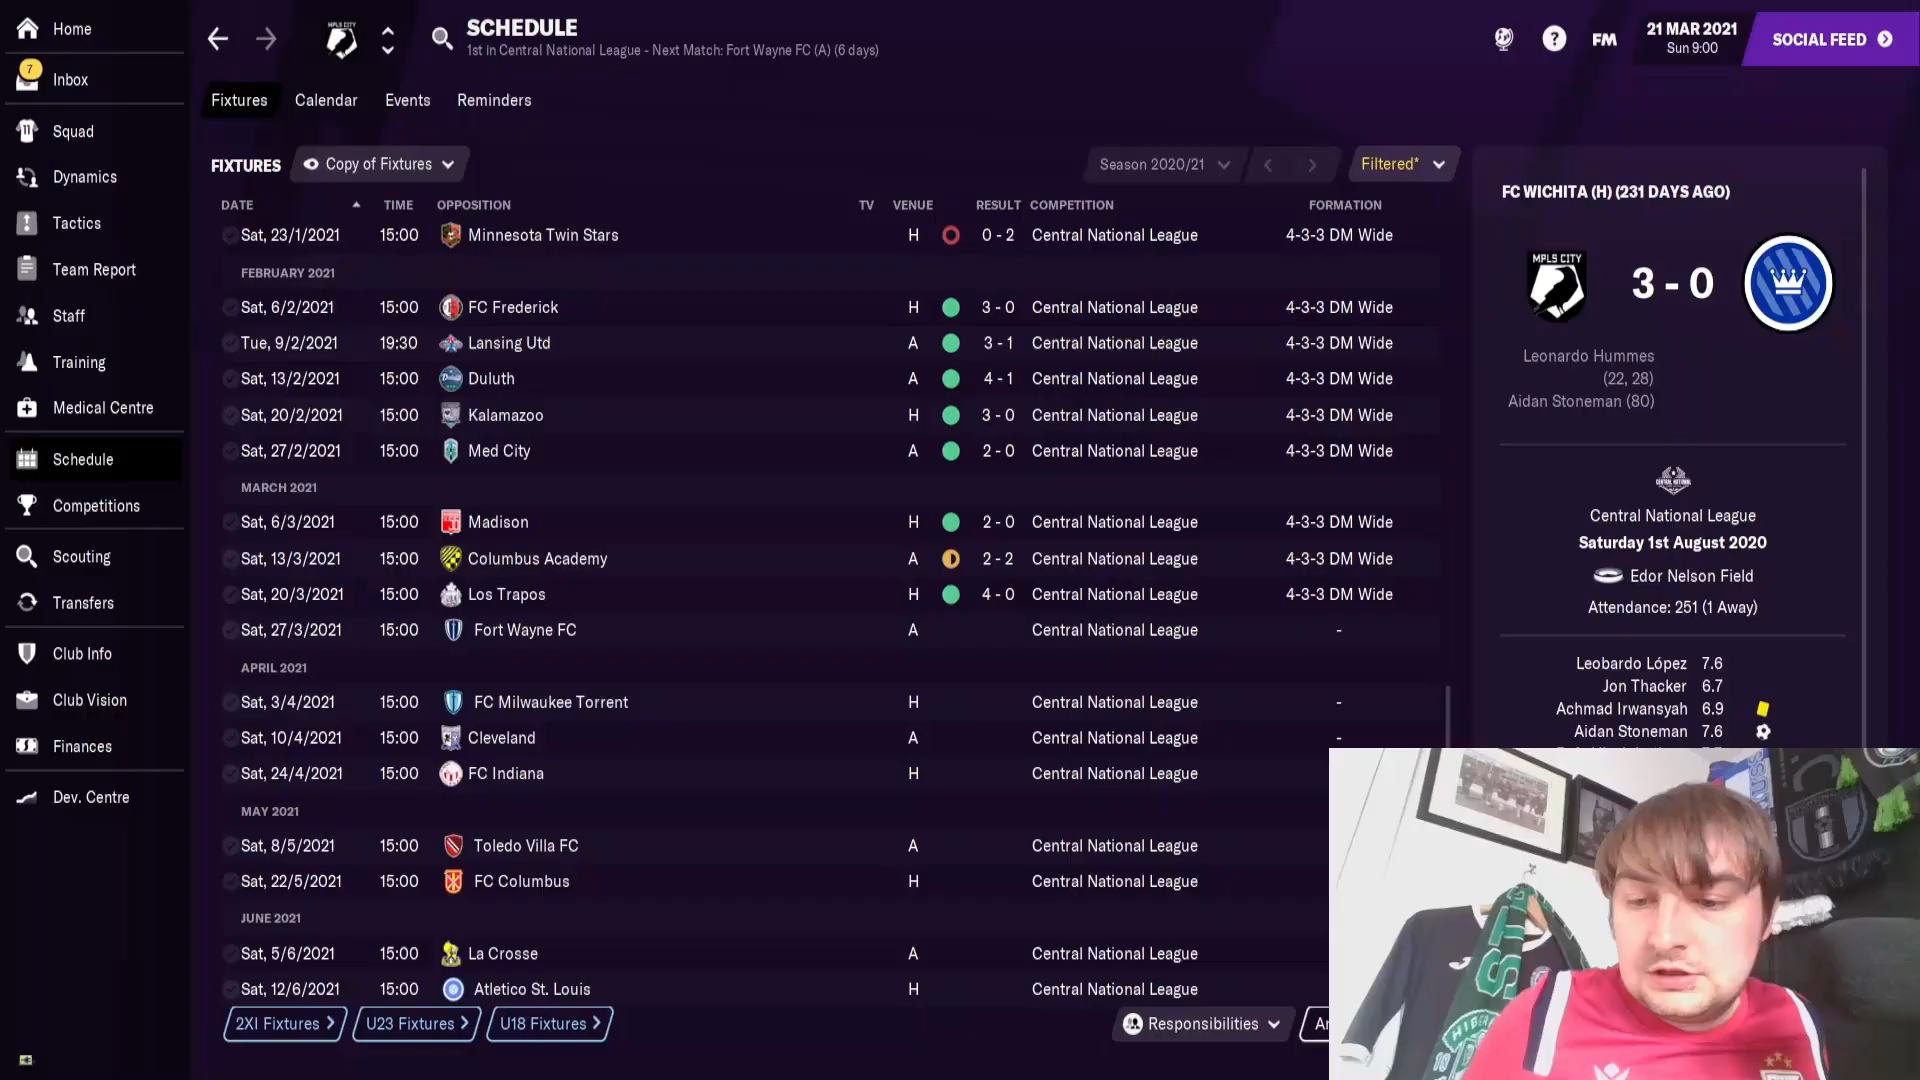 Home
MPLS CITY
SCHEDULE
1st in Central National League - Next Match: Fort Wayne FC (A) (6 days)
?
FM
21 MAR 2021
Sun 9:00
SOCIAL FEED
7
Inbox
Fixtures
Calendar
Events
Reminders
Squad
Dynamics
Tactics
Team Report
Staff
Training
Medical Centre
Schedule
Competitions
Scouting
Transfers
Club Info
Club Vision
Finances
Dev. Centre
FIXTURES
Copy of Fixtures
Season 2020/21
Filtered*
DATE TIME OPPOSITION TV VENUE RESULT COMPETITION FORMATION
Sat, 23/1/2021 15:00 Minnesota Twin Stars H 0 - 2 Central National League 4-3-3 DM Wide
FEBRUARY 2021
Sat, 6/2/2021 15:00 FC Frederick H 3 - 0 Central National League 4-3-3 DM Wide
Tue, 9/2/2021 19:30 Lansing Utd A 3 - 1 Central National League 4-3-3 DM Wide
Sat, 13/2/2021 15:00 Duluth A 4 - 1 Central National League 4-3-3 DM Wide
Sat, 20/2/2021 15:00 Kalamazoo H 3 - 0 Central National League 4-3-3 DM Wide
Sat, 27/2/2021 15:00 Med City A 2 - 0 Central National League 4-3-3 DM Wide
MARCH 2021
Sat, 6/3/2021 15:00 Madison H 2 - 0 Central National League 4-3-3 DM Wide
Sat, 13/3/2021 15:00 Columbus Academy A 2 - 2 Central National League 4-3-3 DM Wide
Sat, 20/3/2021 15:00 Los Trapos H 4 - 0 Central National League 4-3-3 DM Wide
Sat, 27/3/2021 15:00 Fort Wayne FC A Central National League -
APRIL 2021
Sat, 3/4/2021 15:00 FC Milwaukee Torrent H Central National League -
Sat, 10/4/2021 15:00 Cleveland A Central National League -
Sat, 24/4/2021 15:00 FC Indiana H Central National League
MAY 2021
Sat, 8/5/2021 15:00 Toledo Villa FC A Central National League
Sat, 22/5/2021 15:00 FC Columbus H Central National League
JUNE 2021
Sat, 5/6/2021 15:00 La Crosse A Central National League
Sat, 12/6/2021 15:00 Atletico St. Louis H Central National League
2XI Fixtures
U23 Fixtures
U18 Fixtures
Responsibilities
FC WICHITA (H) (231 DAYS AGO)
MPLS CITY
3 - 0
Leonardo Hummes
(22, 28)
Aidan Stoneman (80)
Central National League
Saturday 1st August 2020
Edor Nelson Field
Attendance: 251 (1 Away)
Leobardo López 7.6
Jon Thacker 6.7
Achmad Irwansyah 6.9
Aidan Stoneman 7.6